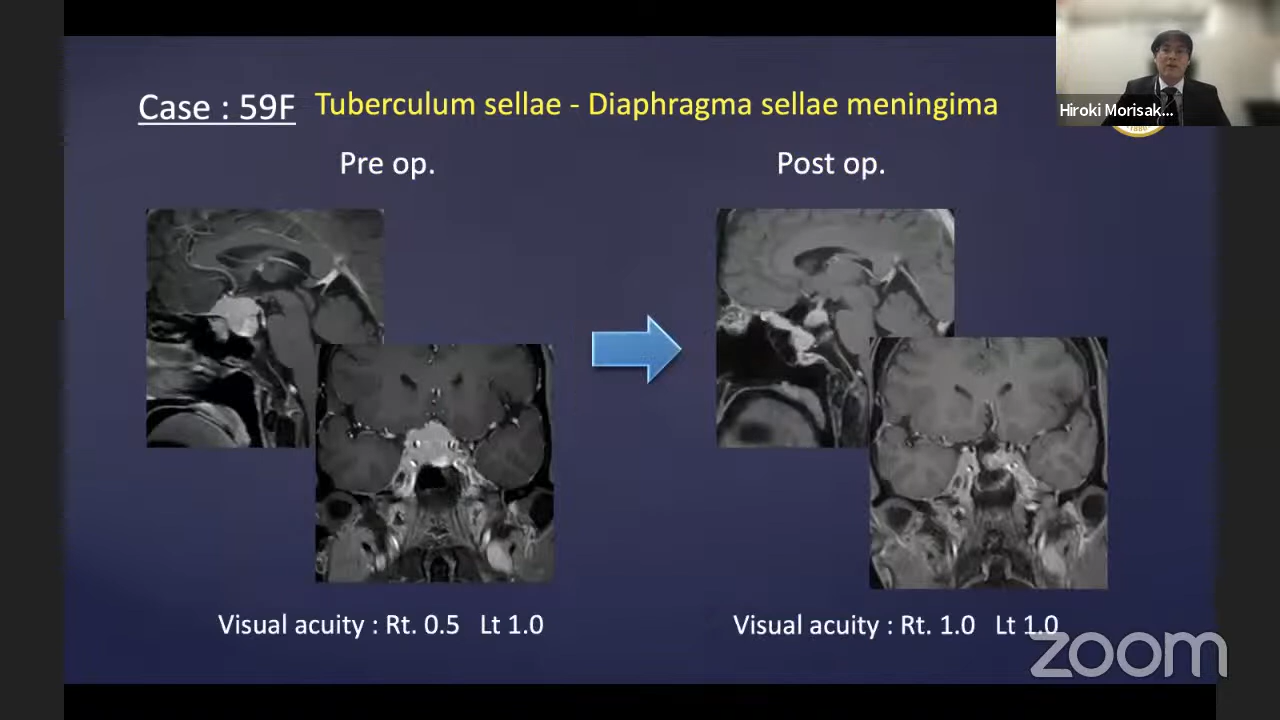 Case : 59F Tuberculum sellae - Diaphragma sellae meningima
Hiroki Morisak...
Pre op.
Post op.
Visual acuity : Rt. 0.5 Lt 1.0
Visual acuity : Rt. 1.0 Lt 1.0
zoom